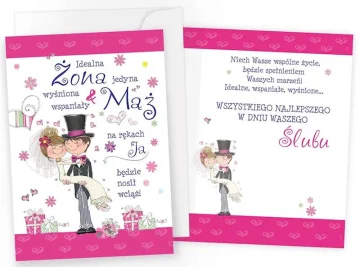 Idealna
Żona jedyna
wyśniona & Mąż
wspaniały
na rękach
Ją
będzie
nosił
wciąż!
Niech Wasze wspólne życie,
będzie spełnieniem
Waszych marzeń!
Idealne, wspaniałe, wyśnione...
WSZYSTKIEGO NAJLEPSZEGO
W DNIU WASZEGO
Ślubu